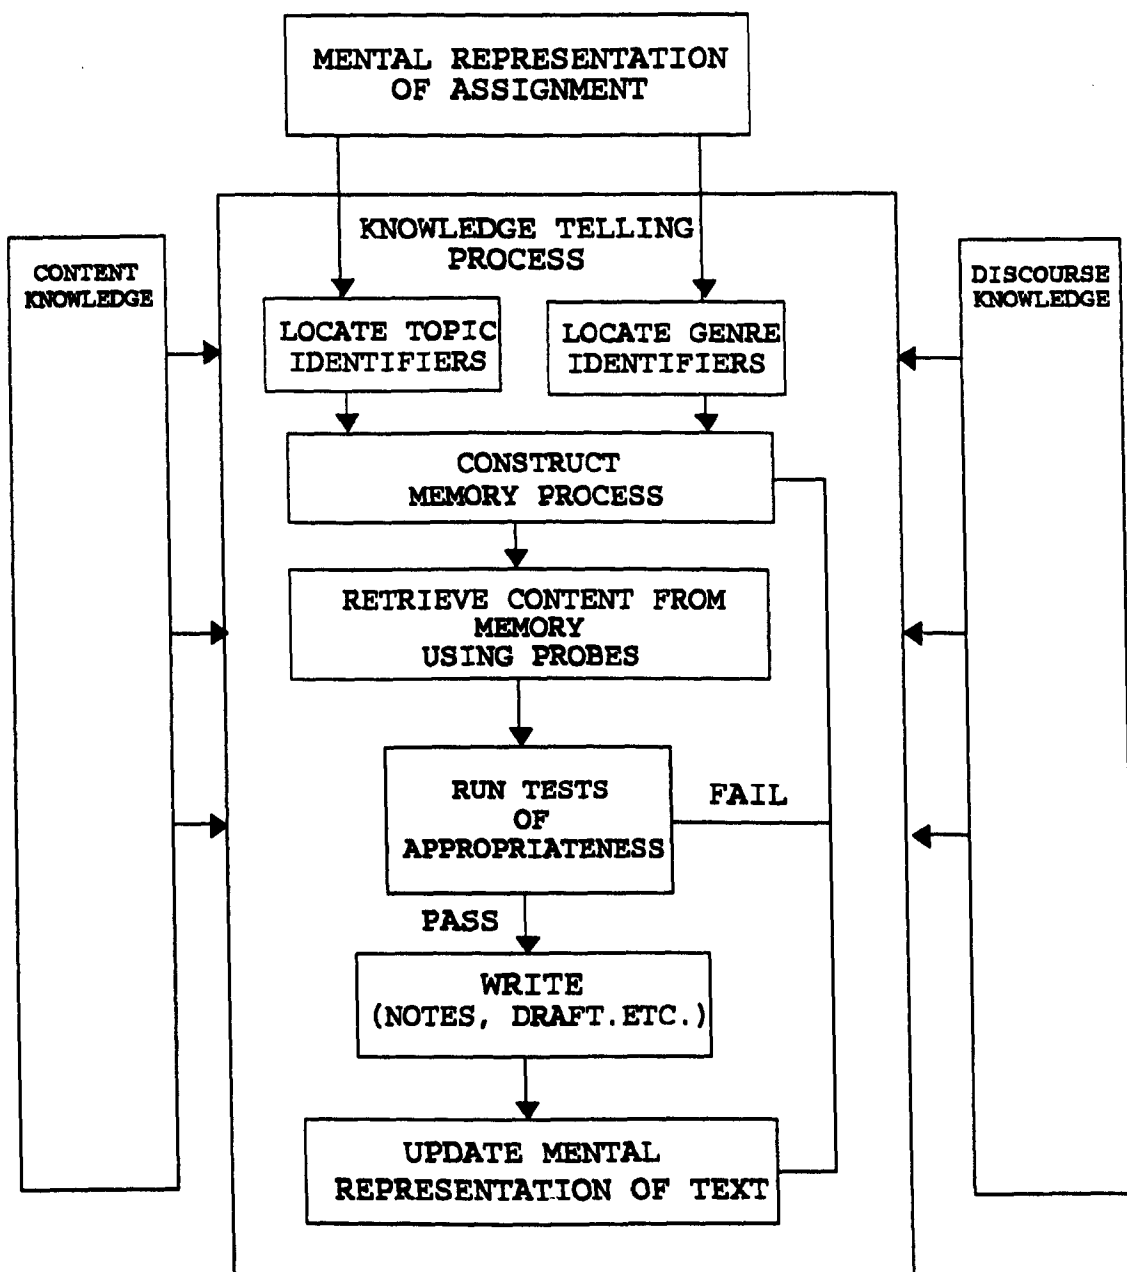 MENTAL REPRESENTATION
OF ASSIGNMENT
KNOWLEDGE TELLING
PROCESS
CONTENT
KNOWLEDGE
DISCOURSE
KNOWLEDGE
LOCATE TOPIC
IDENTIFIERS
LOCATE GENRE
IDENTIFIERS
CONSTRUCT
MEMORY PROCESS
RETRIEVE CONTENT FROM
MEMORY
USING PROBES
RUN TESTS
OF
APPROPRIATENESS
FAIL
PASS
WRITE
(NOTES, DRAFT.ETC.)
UPDATE MENTAL
REPRESENTATION OF TEXT